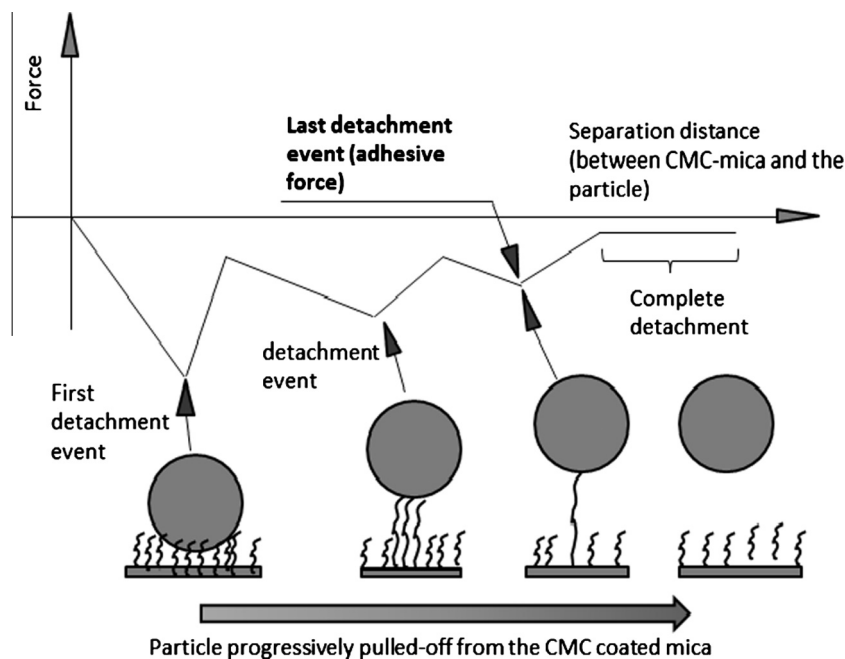 Force
Last detachment
event (adhesive
force)
Separation distance
(between CMC-mica and the
particle)
Complete
detachment
detachment
event
First
detachment
event
Particle progressively pulled-off from the CMC coated mica